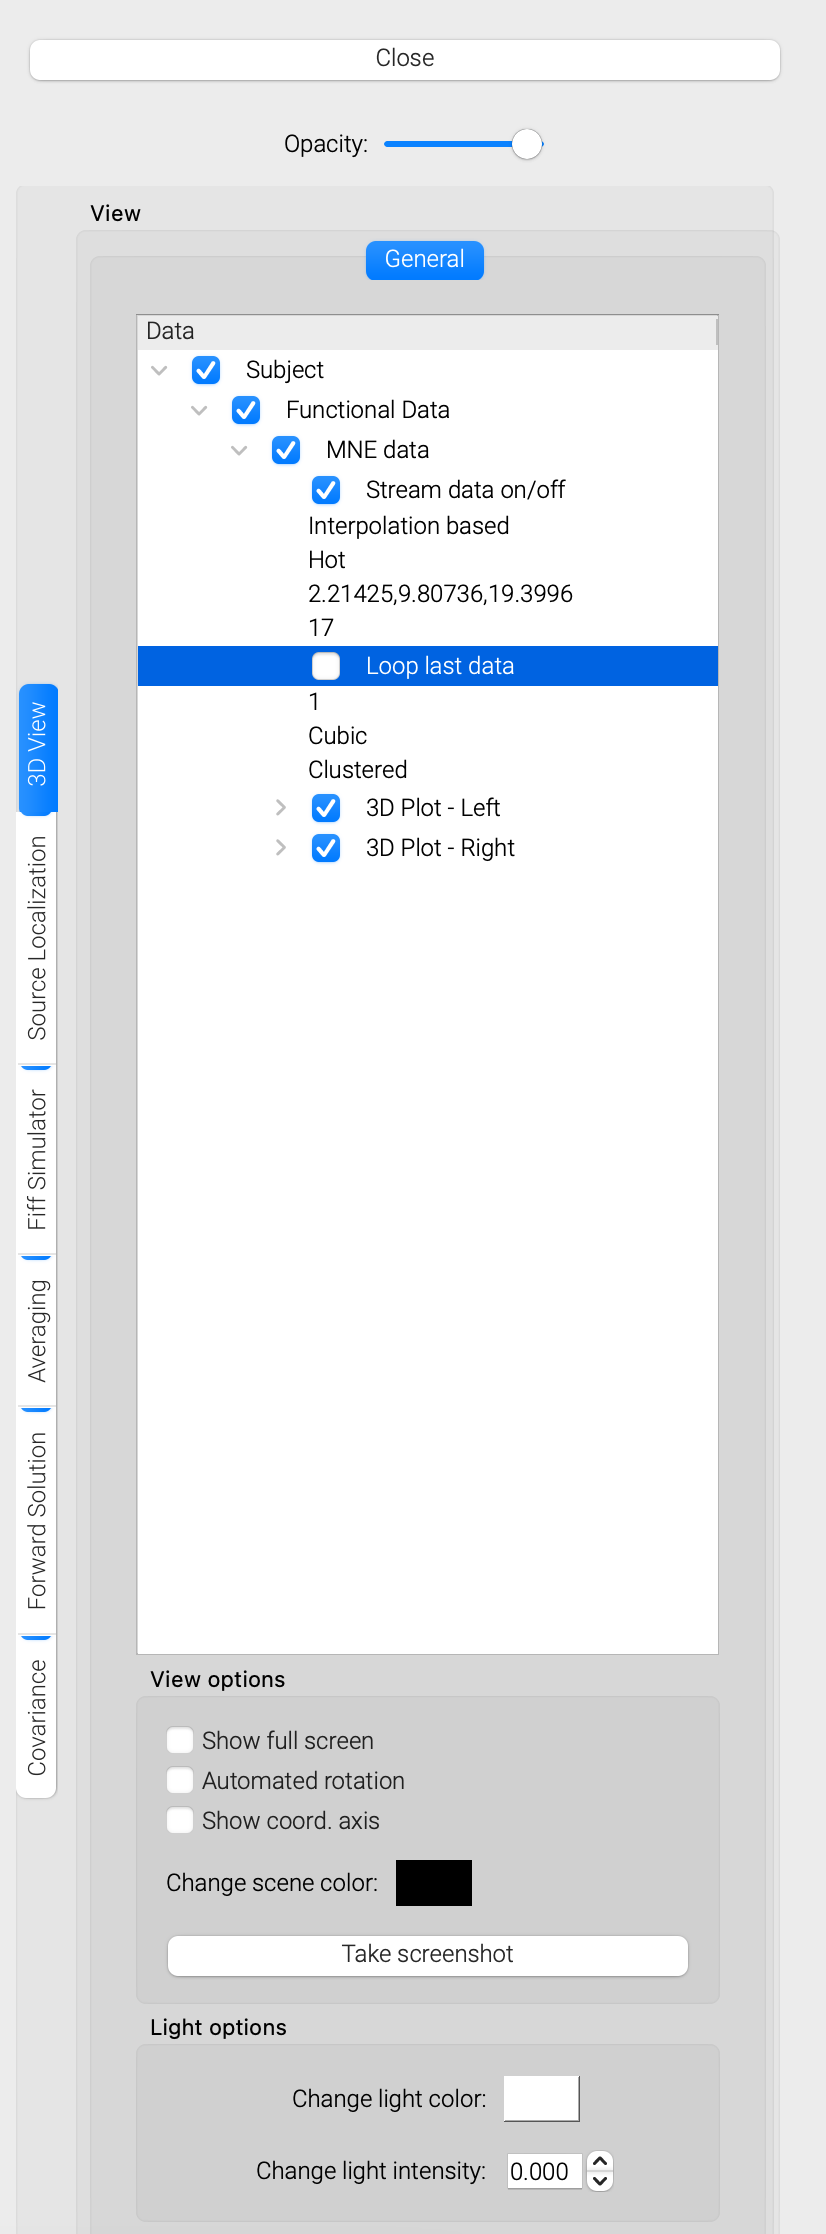 Close
Opacity:
View
General
Data
Subject
Functional Data
MNE data
Stream data on/off
Interpolation based
Hot
2.21425,9.80736,19.3996
17
Loop last data
1
Cubic
Clustered
3D Plot - Left
3D Plot - Right
3D View
Source Localization
Fiff Simulator
Averaging
Forward Solution
Covariance
View options
Show full screen
Automated rotation
Show coord. axis
Change scene color:
Take screenshot
Light options
Change light color:
Change light intensity: 0.000